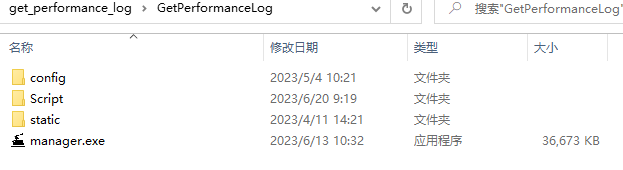 get_performance_log > GetPerformanceLog 搜索"GetPerformanceLog"
名称 修改日期 类型 大小
config 2023/5/4 10:21 文件夹
Script 2023/6/20 9:19 文件夹
static 2023/4/11 14:21 文件夹
manager.exe 2023/6/13 10:32 应用程序 36,673 KB